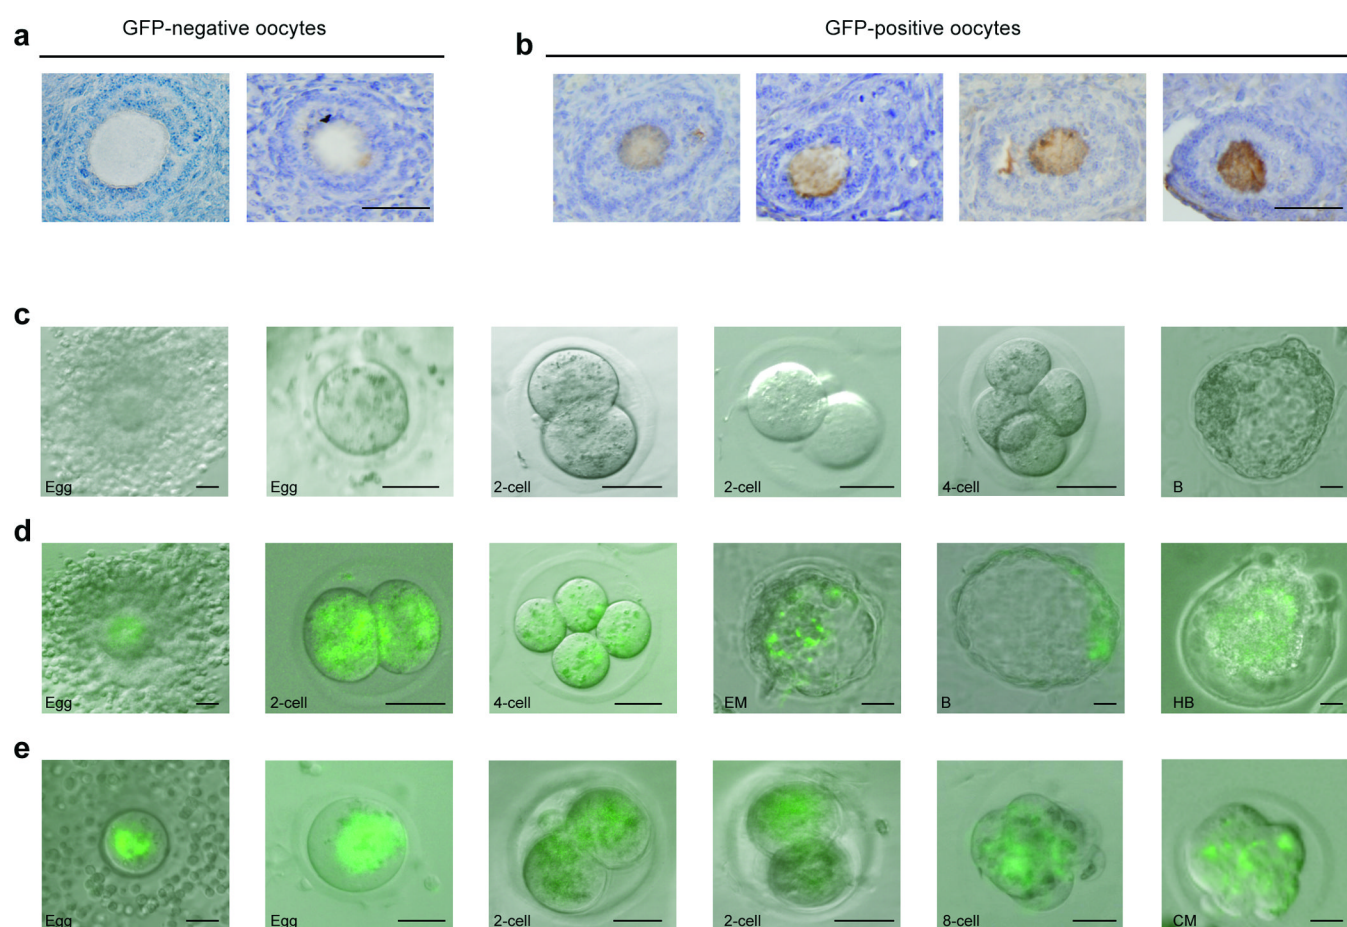 a GFP-negative oocytes
b GFP-positive oocytes
c
Egg Egg 2-cell 2-cell 4-cell B
d
Egg 2-cell 4-cell EM B HB
e
Egg Egg 2-cell 2-cell 8-cell CM